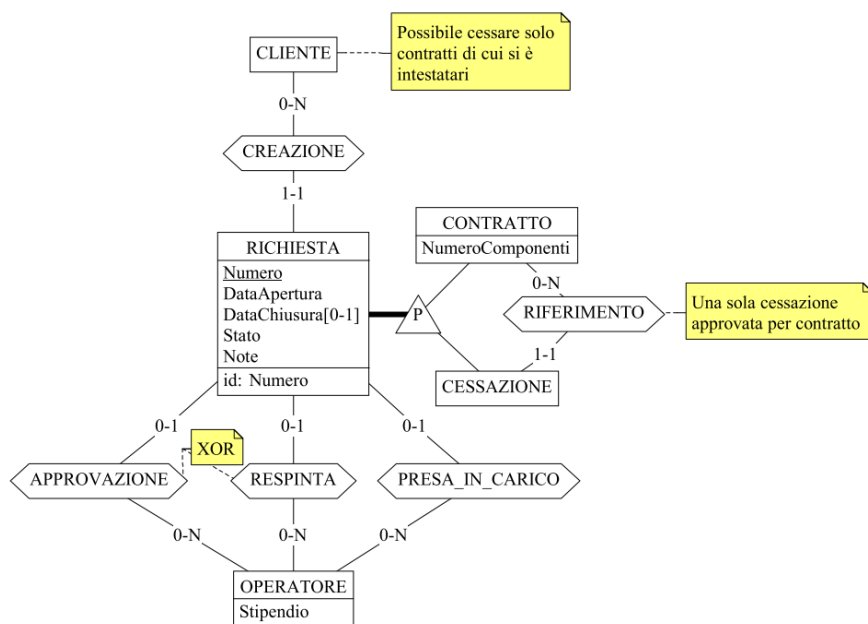 CLIENTE
Possibile cessare solo
contratti di cui si è
intestatari
0-N
CREAZIONE
1-1
RICHIESTA
Numero
DataApertura
DataChiusura[0-1]
Stato
Note
id: Numero
P
CONTRATTO
NumeroComponenti
0-N
RIFERIMENTO
Una sola cessazione
approvata per contratto
1-1
CESSAZIONE
0-1
0-1
0-1
XOR
APPROVAZIONE
RESPINTA
PRESA_IN_CARICO
0-N
0-N
0-N
OPERATORE
Stipendio